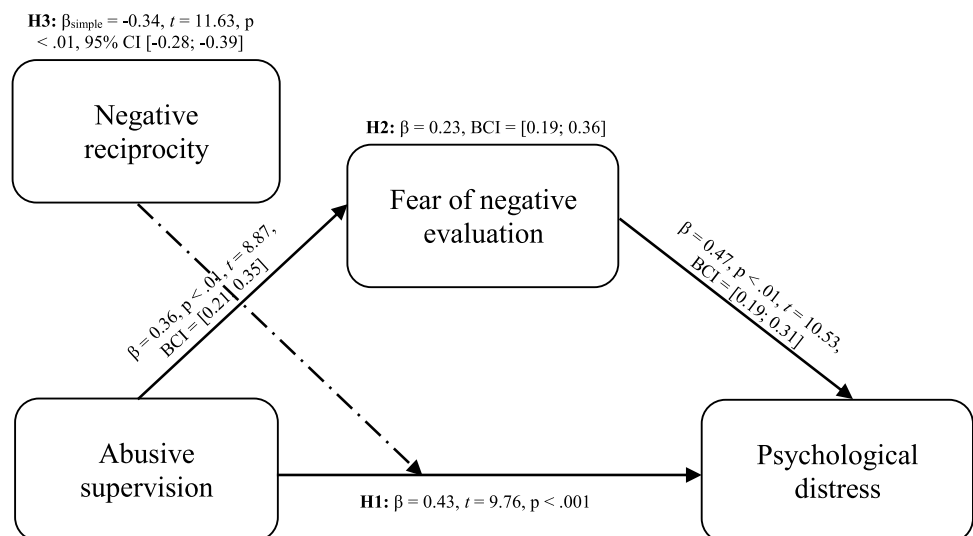 H3: βsimple = -0.34, t = 11.63, p
< .01, 95% CI [-0.28; -0.39]
Negative
reciprocity
H2: β = 0.23, BCI = [0.19; 0.36]
Fear of negative
evaluation
β = 0.36, p < .01, t = 8.87,
BCI = [0.21; 0.35]
β = 0.47, p < .01, t = 10.53,
BCI = [0.19; 0.31]
Abusive
supervision
Psychological
distress
H1: β = 0.43, t = 9.76, p < .001